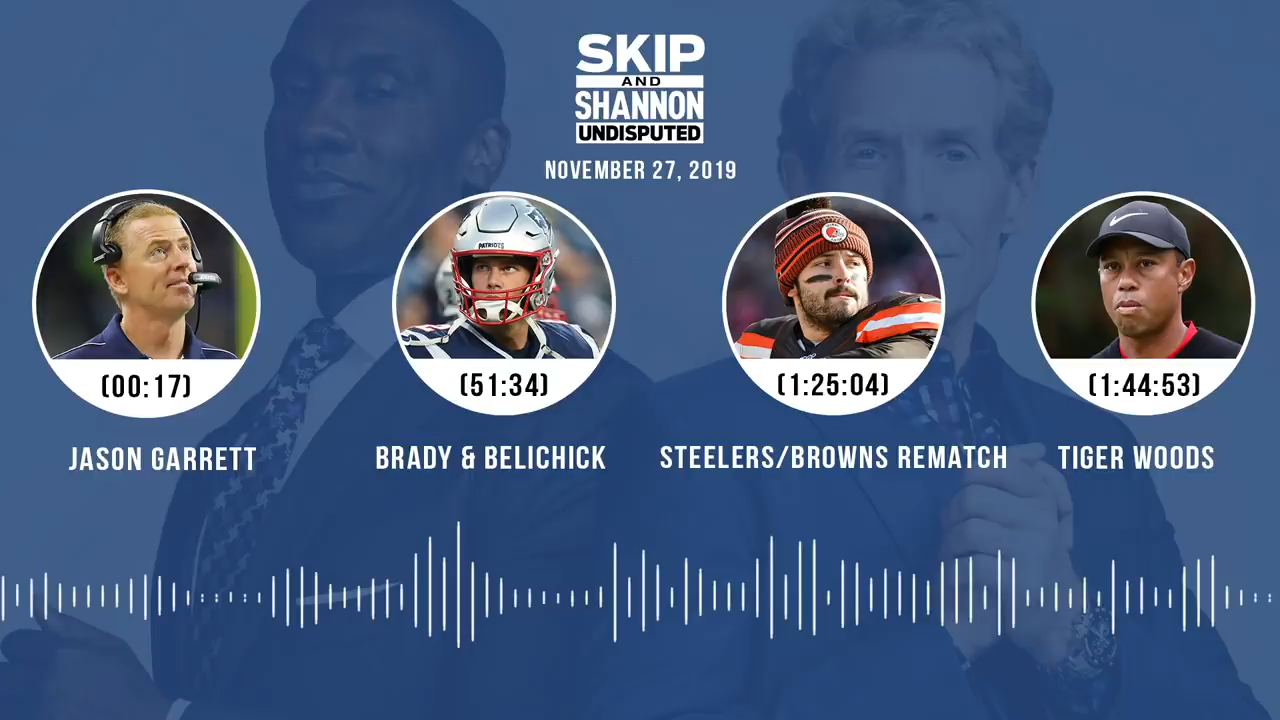 SKIP
AND
SHANNON
UNDISPUTED
NOVEMBER 27, 2019
PATRIOTS
(00:17)
(51:34)
(1:25:04)
(1:44:53)
JASON GARRETT
BRADY & BELICHICK
STEELERS/BROWNS REMATCH
TIGER WOODS